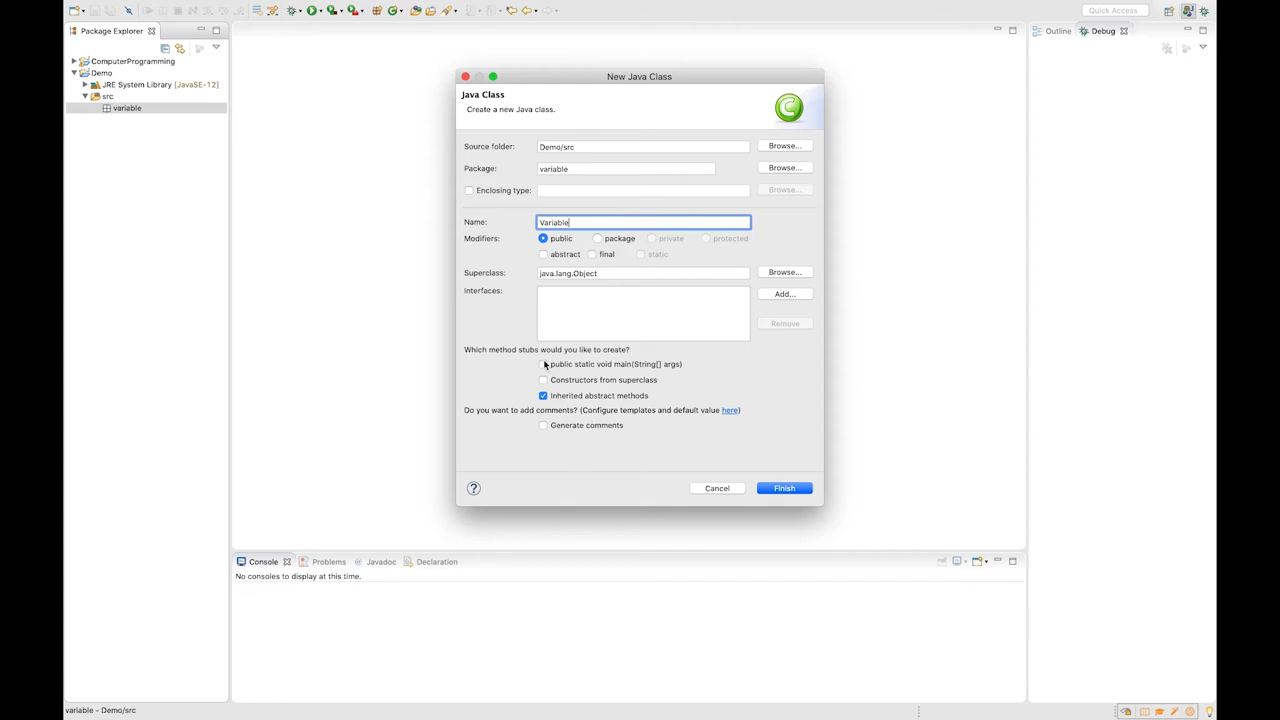 Quick Access
Package Explorer
Outline
Debug
ComputerProgramming
Demo
JRE System Library [JavaSE-12]
src
variable
New Java Class
Java Class
Create a new Java class.
Source folder: Demo/src Browse...
Package: variable Browse...
Enclosing type: Browse...
Name: Variable
Modifiers: public package private protected
abstract final static
Superclass: java.lang.Object Browse...
Interfaces: Add...
Remove
Which method stubs would you like to create?
public static void main(String[] args)
Constructors from superclass
Inherited abstract methods
Do you want to add comments? (Configure templates and default value here)
Generate comments
? Cancel Finish
Console Problems @ Javadoc Declaration
No consoles to display at this time.
variable - Demo/src